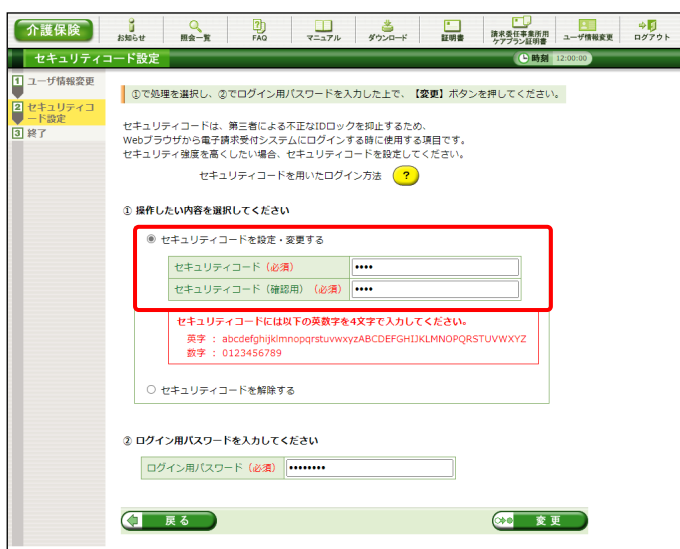 介護保険
お知らせ
照会一覧
FAQ
マニュアル
ダウンロード
証明書
請求委任事業所用
ケアプラン証明書
ユーザ情報変更
ログアウト
セキュリティコード設定
時刻 12:00:00
1 ユーザ情報変更
2 セキュリティコ
ード設定
3 終了
①で処理を選択し、②でログイン用パスワードを入力した上で、【変更】ボタンを押してください。
セキュリティコードは、第三者による不正なIDロックを抑止するため、
Webブラウザから電子請求受付システムにログインする時に使用する項目です。
セキュリティ強度を高くしたい場合、セキュリティコードを設定してください。
セキュリティコードを用いたログイン方法 ?
① 操作したい内容を選択してください
セキュリティコードを設定・変更する
セキュリティコード（必須） ••••
セキュリティコード（確認用）（必須） ••••
セキュリティコードには以下の英数字を4文字で入力してください。
英字 ： abcdefghijklmnopqrstuvwxyzABCDEFGHIJKLMNOPQRSTUVWXYZ
数字 ： 0123456789
セキュリティコードを解除する
② ログイン用パスワードを入力してください
ログイン用パスワード（必須） ••••••••
戻る
変更